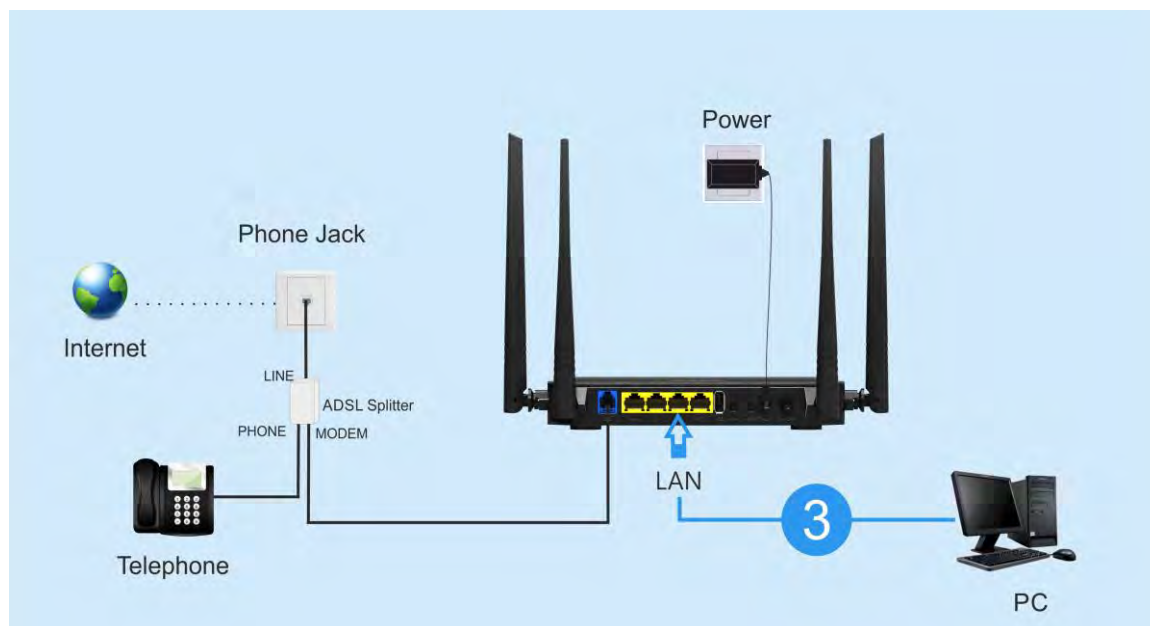 Power
Phone Jack
Internet
LINE
ADSL Splitter
PHONE
MODEM
LAN
3
Telephone
PC